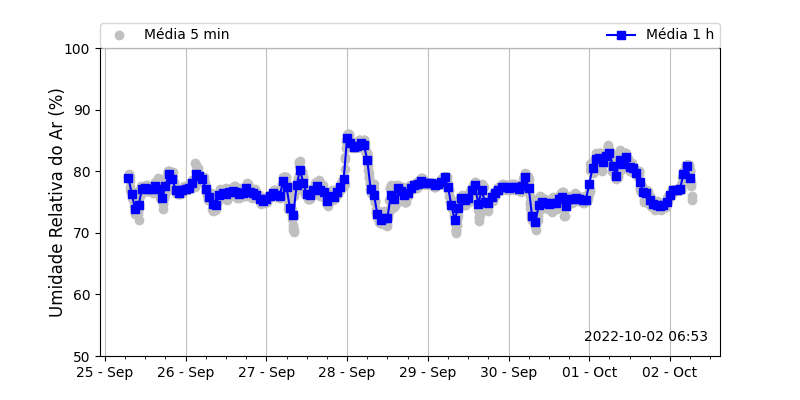 Média 5 min Média 1 h
100
90
80
70
60
50
Umidade Relativa do Ar (%)
2022-10-02 06:53
25 - Sep 26 - Sep 27 - Sep 28 - Sep 29 - Sep 30 - Sep 01 - Oct 02 - Oct